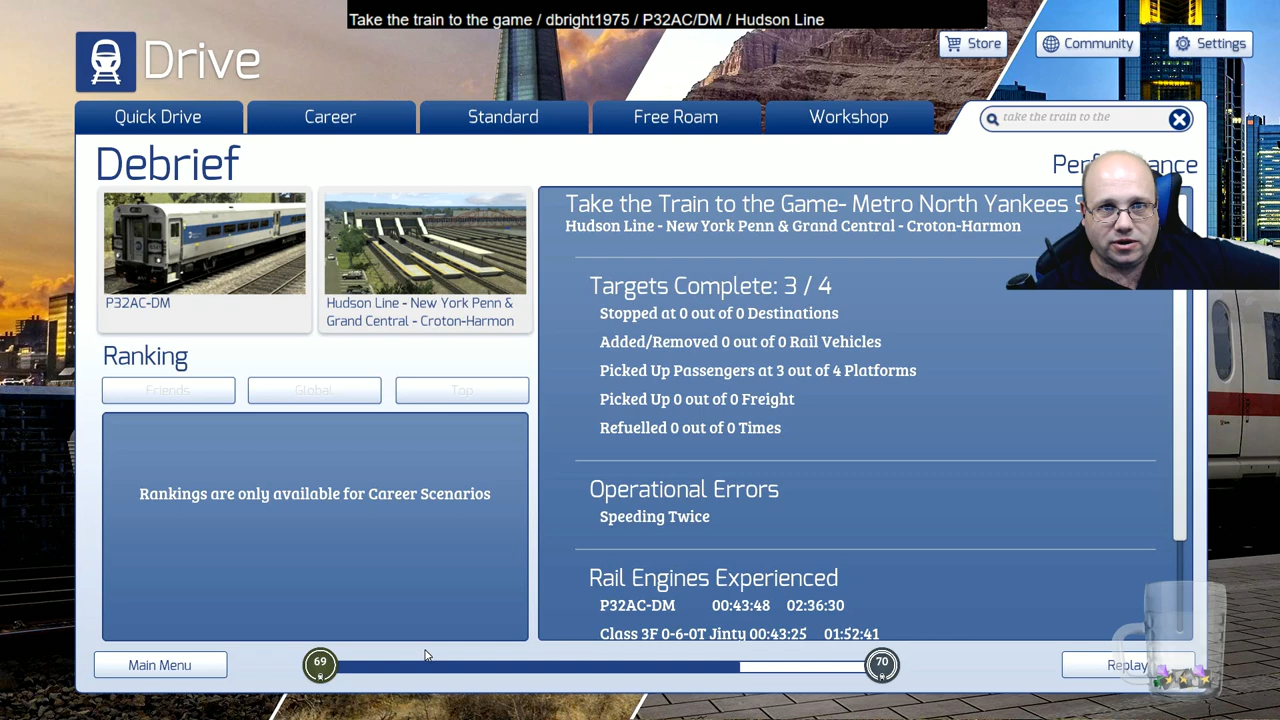 Take the train to the game / dbright1975 / P32AC/DM / Hudson Line
Drive
Store
Community
Settings
Quick Drive
Career
Standard
Free Roam
Workshop
take the train to the
Debrief
P32AC-DM
Hudson Line - New York Penn &
Grand Central - Croton-Harmon
Ranking
Friends
Global
Top
Rankings are only available for Career Scenarios
Take the Train to the Game- Metro North Yankees
Hudson Line - New York Penn & Grand Central - Croton-Harmon
Targets Complete: 3 / 4
Stopped at 0 out of 0 Destinations
Added/Removed 0 out of 0 Rail Vehicles
Picked Up Passengers at 3 out of 4 Platforms
Picked Up 0 out of 0 Freight
Refuelled 0 out of 0 Times
Operational Errors
Speeding Twice
Rail Engines Experienced
P32AC-DM 00:43:48 02:36:30
Class 3F 0-6-0T Jinty 00:43:25 01:52:41
Main Menu
69
70
Replay